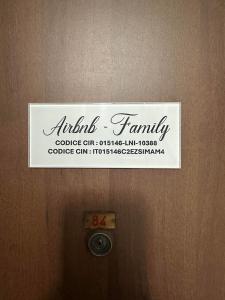 Airbnb - Family
CODICE CIR : 015146-LNI-10388
CODICE CIN : IT015146C2EZSIMAM4
84